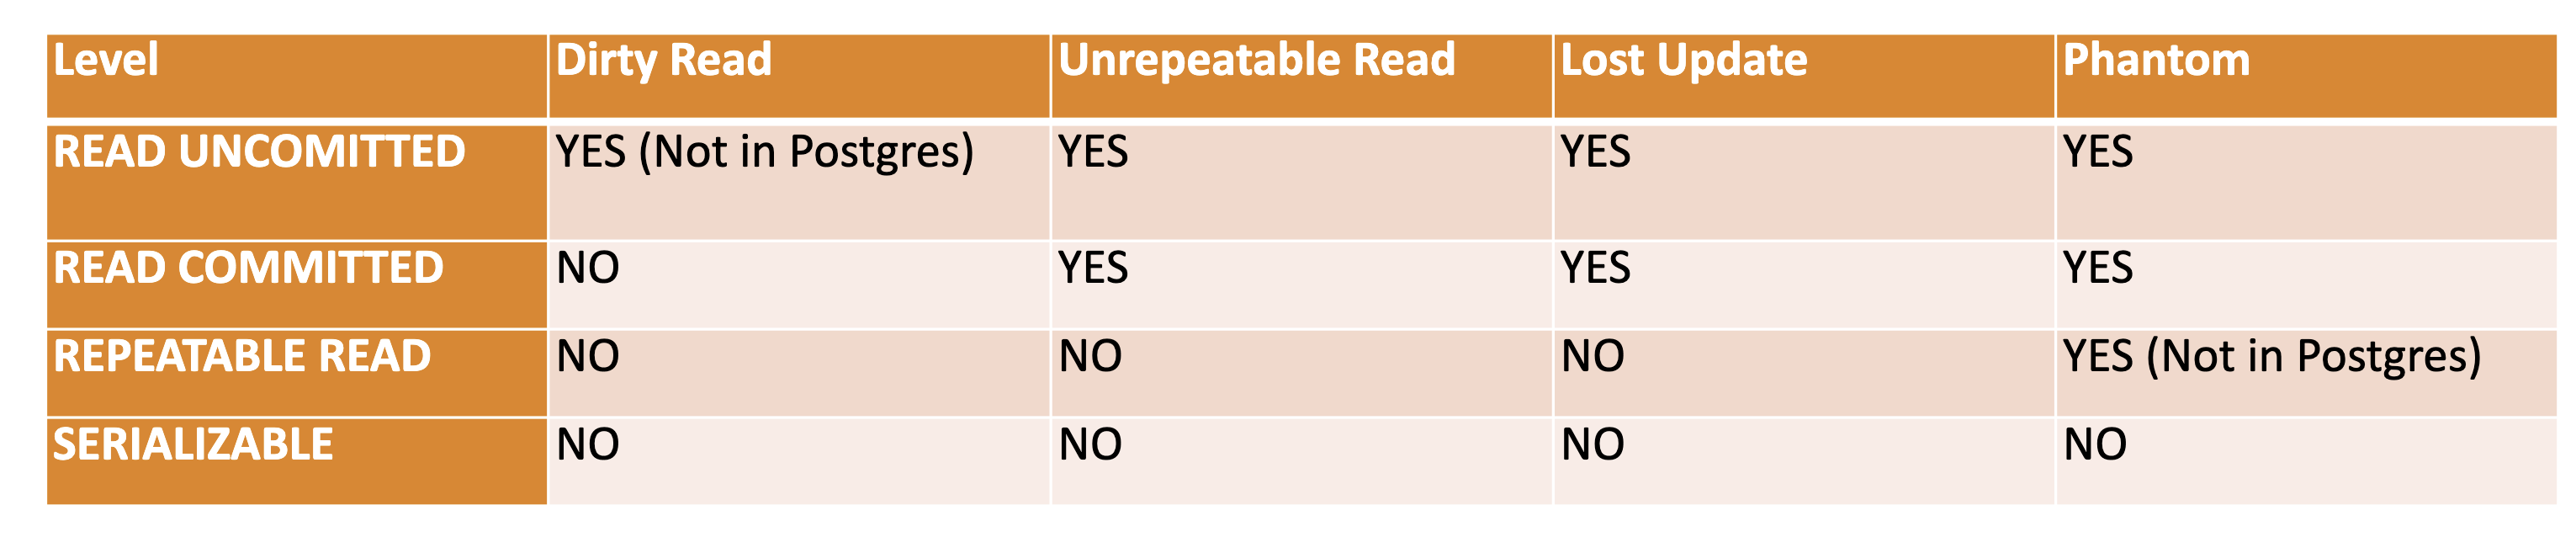 Level Dirty Read Unrepeatable Read Lost Update Phantom
READ UNCOMITTED YES (Not in Postgres) YES YES YES
READ COMMITTED NO YES YES YES
REPEATABLE READ NO NO NO YES (Not in Postgres)
SERIALIZABLE NO NO NO NO